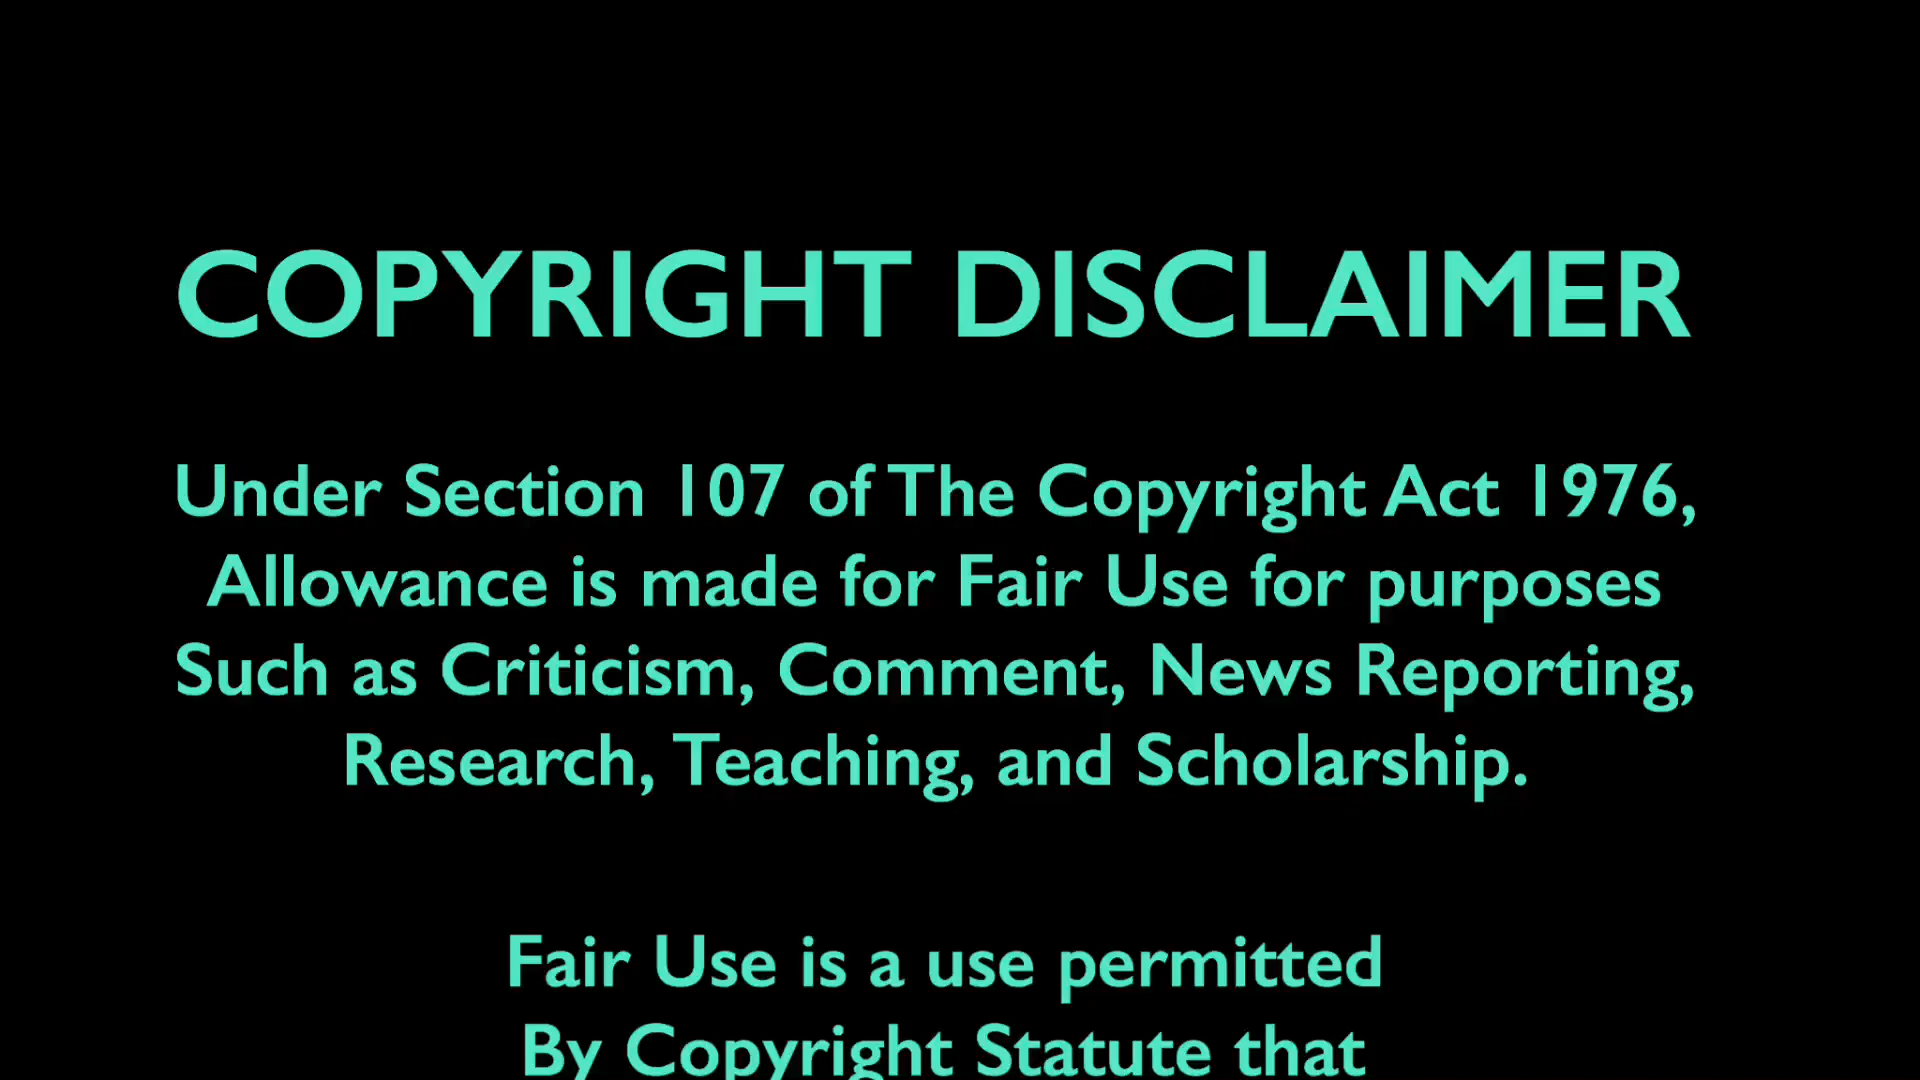 COPYRIGHT DISCLAIMER
Under Section 107 of The Copyright Act 1976,
Allowance is made for Fair Use for purposes
Such as Criticism, Comment, News Reporting,
Research, Teaching, and Scholarship.
Fair Use is a use permitted
By Copyright Statute that